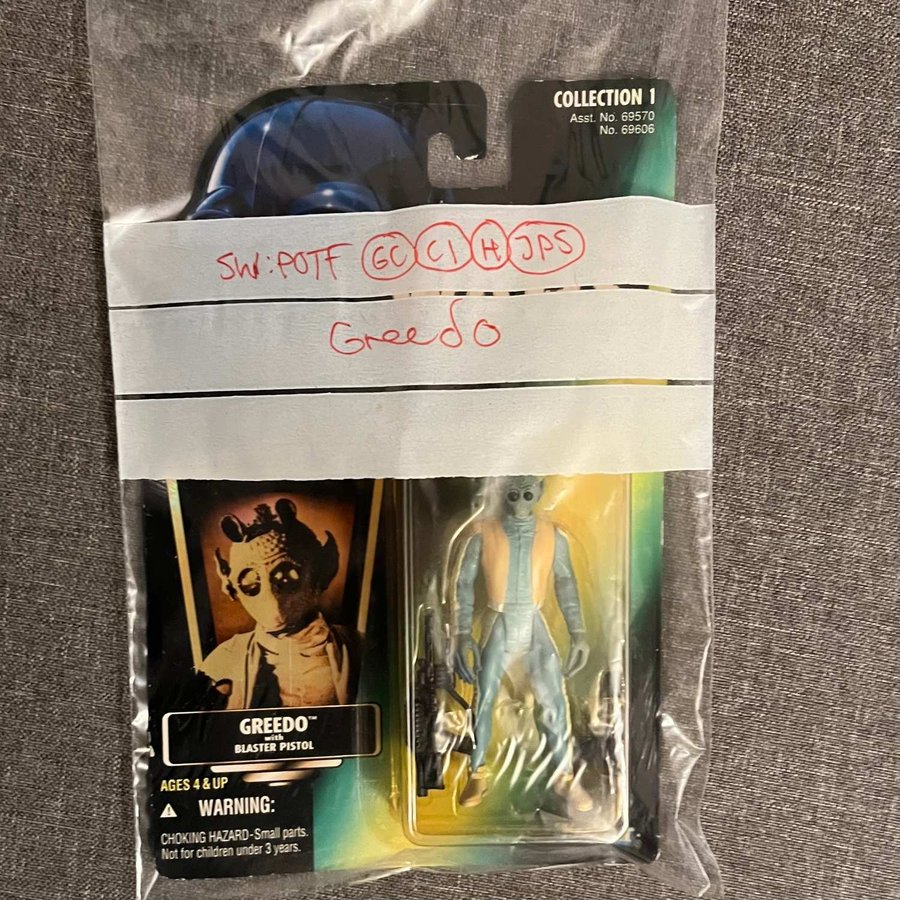 COLLECTION 1
Asst. No. 69570
No. 69606
SW:POTF GC C1 H JPS
Greedo
GREEDO™
with
BLASTER PISTOL
AGES 4 & UP
⚠ WARNING:
CHOKING HAZARD-Small parts.
Not for children under 3 years.